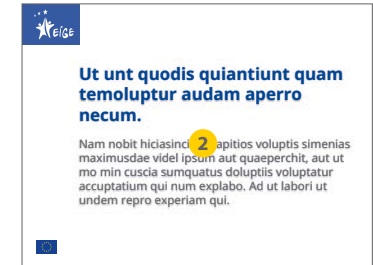 EIGE
Ut unt quodis quiantiunt quam
temoluptur audam aperro
necum.
Nam nobit hiciasinci 2 apitios voluptis simenias
maximusdae videl ipsum aut quaeperchit, aut ut
mo min cuscia sumquatus doluptiis voluptatur
accuptatium qui num explabo. Ad ut labori ut
undem repro experiam qui.